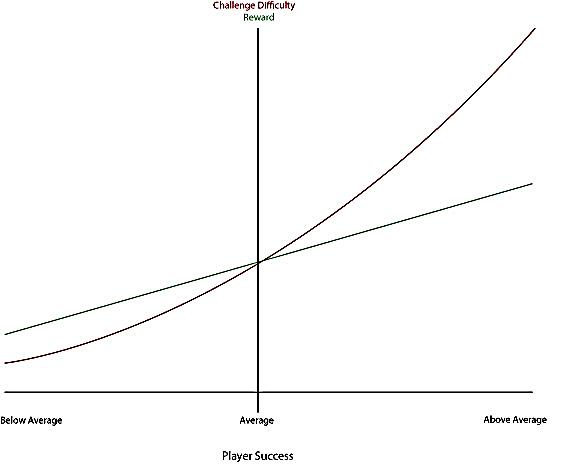 Challenge Difficulty
Reward
Below Average
Average
Above Average
Player Success